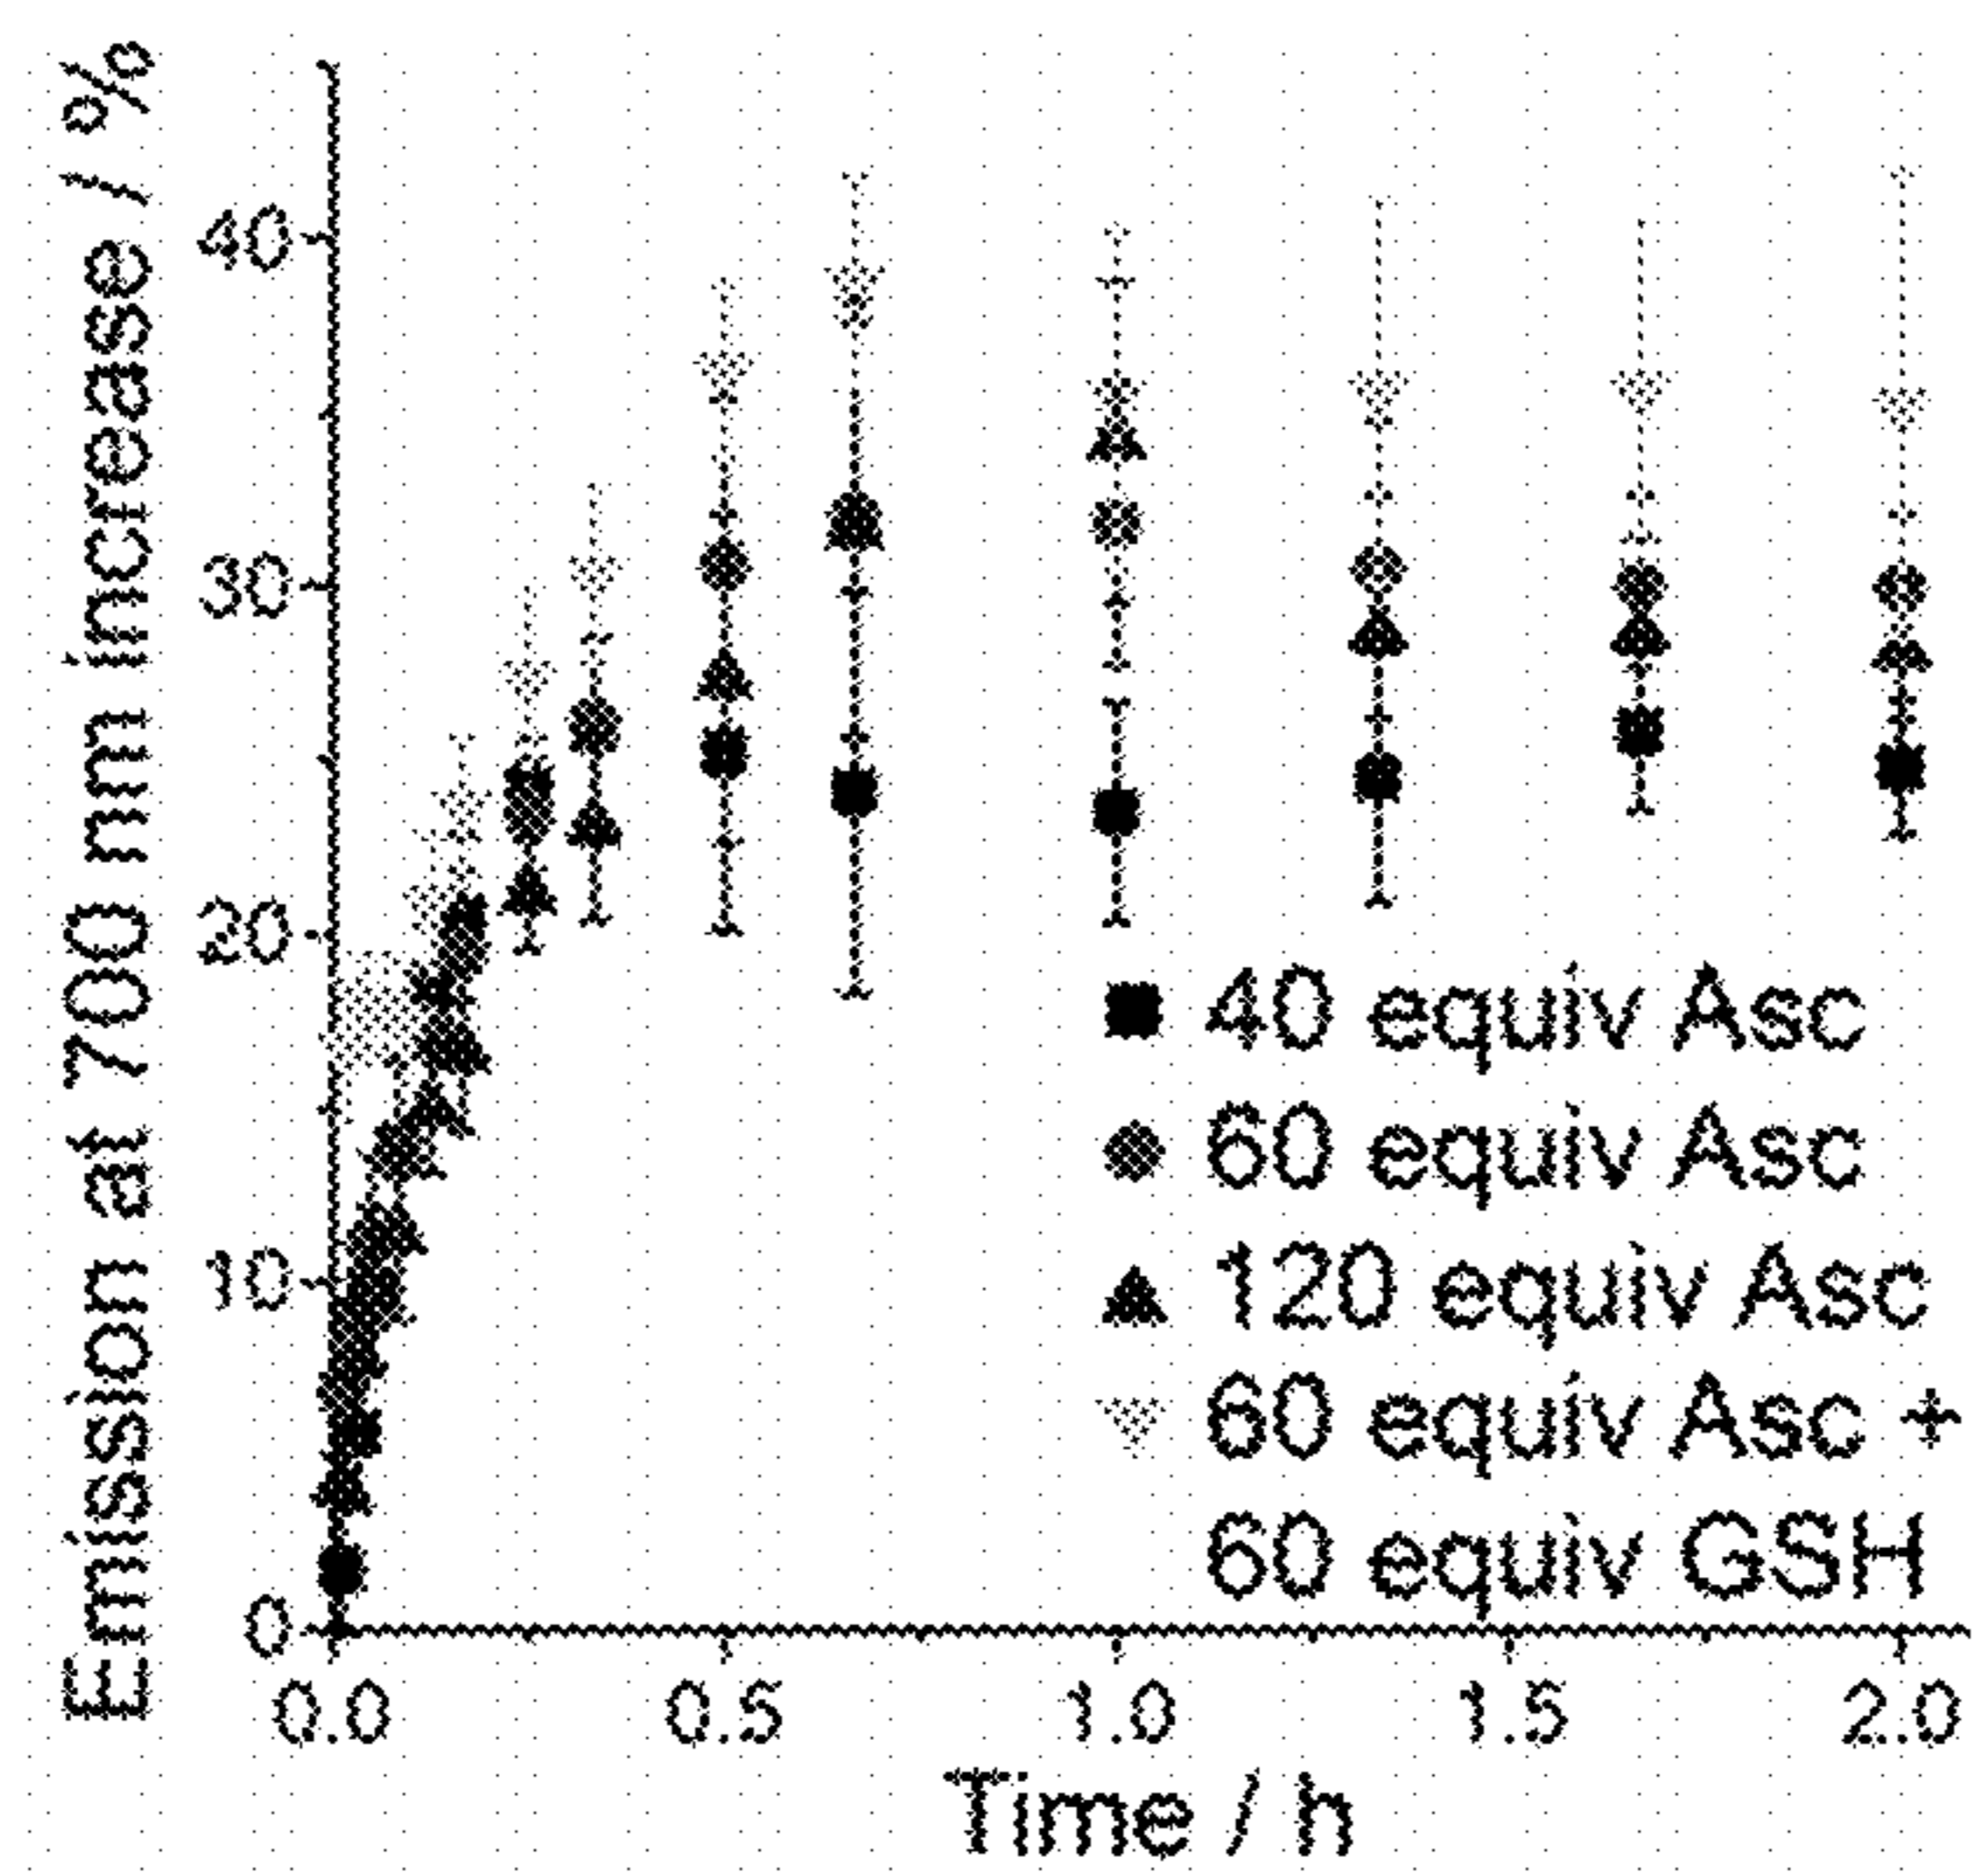 Emission at 700 nm increase / %
40
30
20
10
0
0.0 0.5 1.0 1.5 2.0
Time / h
40 equiv Asc
60 equiv Asc
120 equiv Asc
60 equiv Asc +
60 equiv GSH